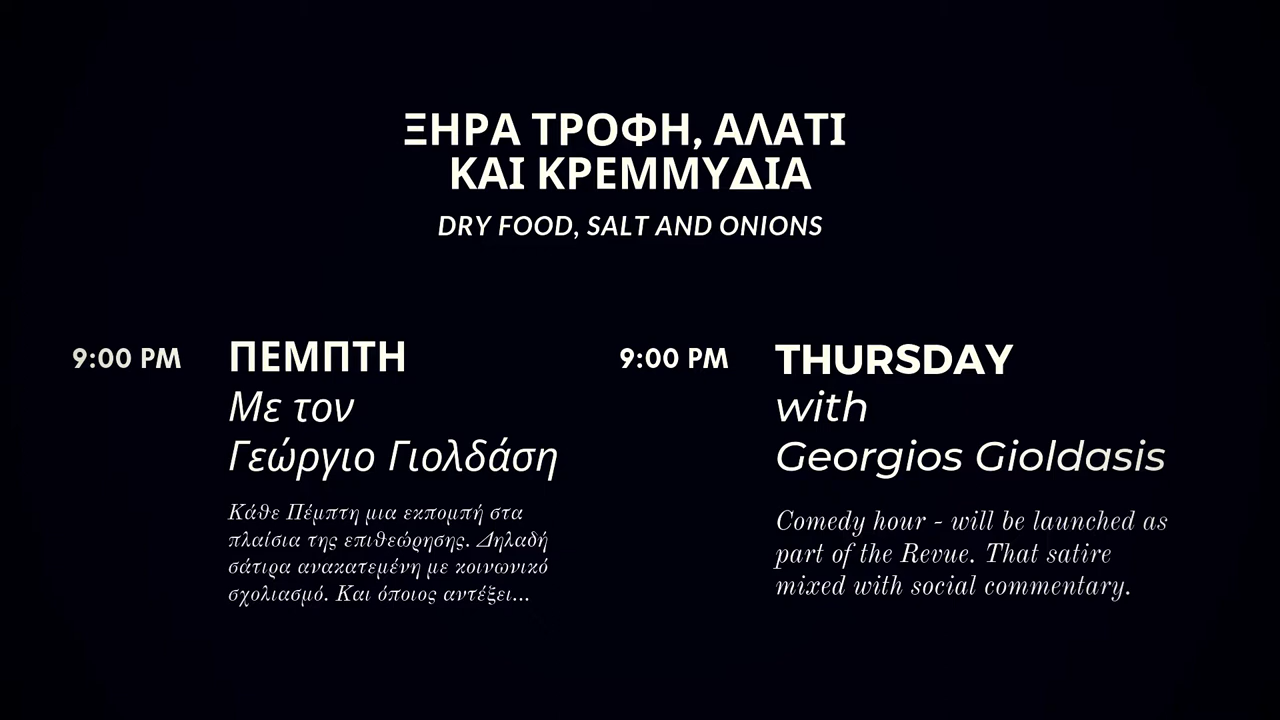 ΞΗΡΑ ΤΡΟΦΗ, ΑΛΑΤΙ
ΚΑΙ ΚΡΕΜΜΥΔΙΑ
DRY FOOD, SALT AND ONIONS
9:00 PM
ΠΕΜΠΤΗ
Με τον
Γεώργιο Γιολδάση
Κάθε Πέμπτη μια εκπομπή στα
πλαίσια της επιθεώρησης. Δηλαδή
σάτιρα ανακατεμένη με κοινωνικό
σχολιασμό. Και όποιος αντέξει...
9:00 PM
THURSDAY
with
Georgios Gioldasis
Comedy hour - will be launched as
part of the Revue. That satire
mixed with social commentary.